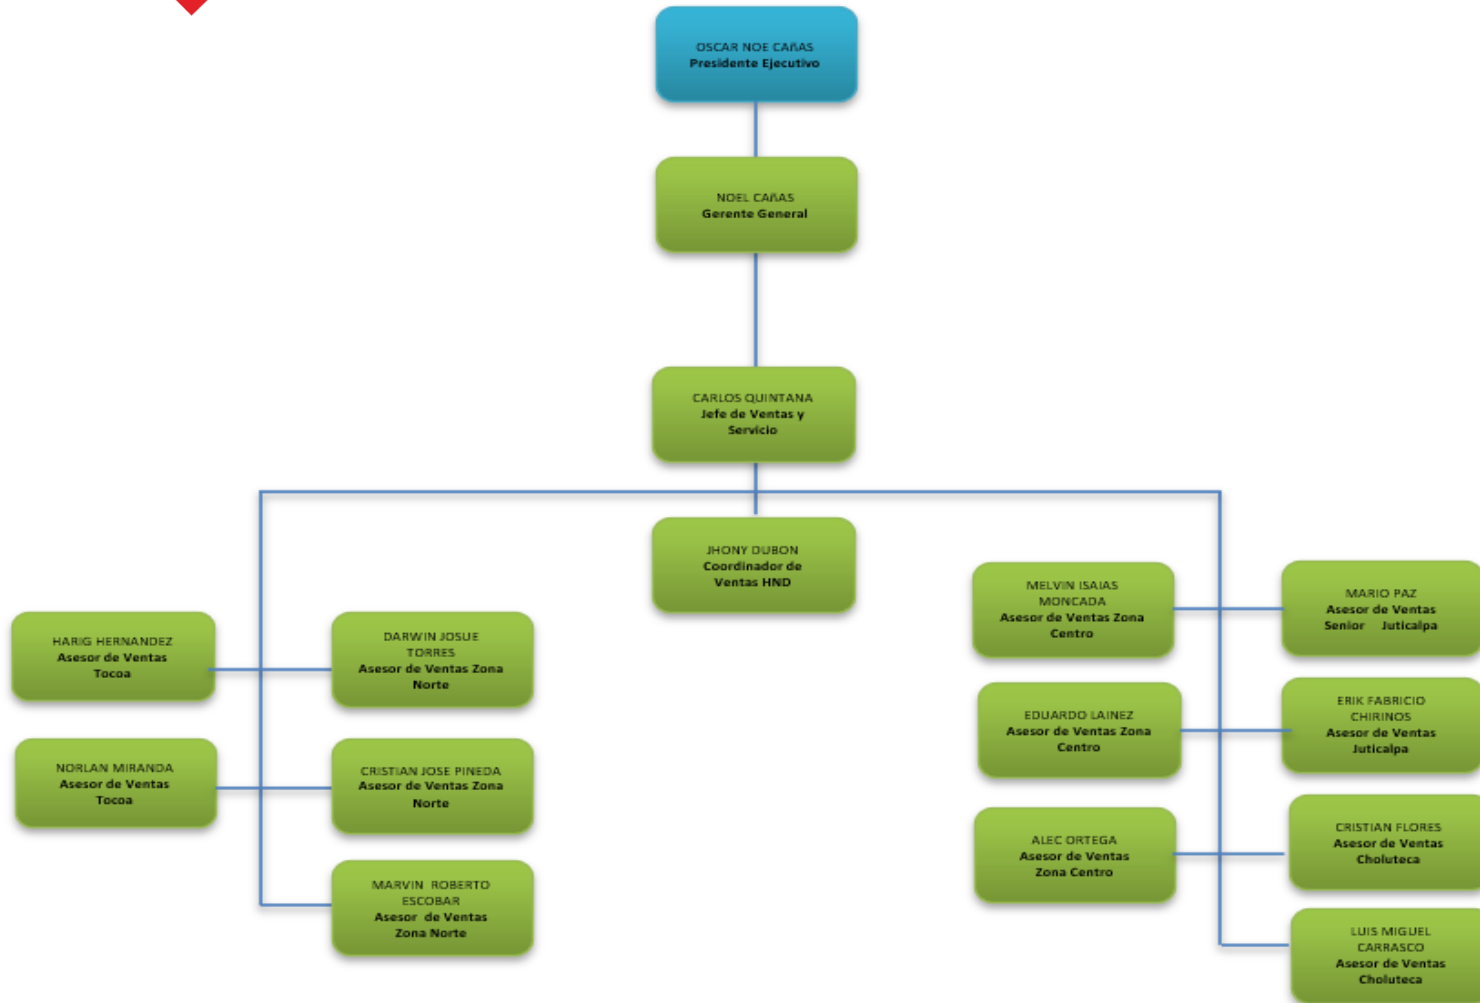 OSCAR NOE CAñAS
Presidente Ejecutivo
NOEL CAñAS
Gerente General
CARLOS QUINTANA
Jefe de Ventas y
Servicio
JHONY DUBON
Coordinador de
Ventas HND
HARIG HERNANDEZ
Asesor de Ventas
Tocoa
DARWIN JOSUE
TORRES
Asesor de Ventas Zona
Norte
NORLAN MIRANDA
Asesor de Ventas
Tocoa
CRISTIAN JOSE PINEDA
Asesor de Ventas Zona
Norte
MARVIN ROBERTO
ESCOBAR
Asesor de Ventas
Zona Norte
MELVIN ISAIAS
MONCADA
Asesor de Ventas Zona
Centro
MARIO PAZ
Asesor de Ventas
Senior Juticalpa
EDUARDO LAINEZ
Asesor de Ventas Zona
Centro
ERIK FABRICIO
CHIRINOS
Asesor de Ventas
Juticalpa
ALEC ORTEGA
Asesor de Ventas
Zona Centro
CRISTIAN FLORES
Asesor de Ventas
Choluteca
LUIS MIGUEL
CARRASCO
Asesor de Ventas
Choluteca